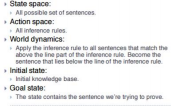 State space:
All possible set of sentences.
Action space:
All inference rules.
World dynamics:
Apply the inference rule to all sentences that match the
above the line part of the inference rule. Become the
sentence that lies below the line of the inference rule.
Initial state:
Initial knowledge base.
Goal state:
The state contains the sentence we're trying to prove.